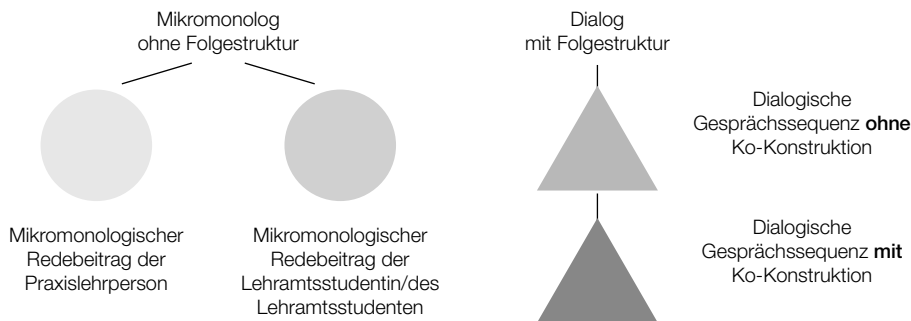 Mikromonolog
ohne Folgestruktur
Dialog
mit Folgestruktur
Mikromonologischer
Redebeitrag der
Praxislehrperson
Mikromonologischer
Redebeitrag der
Lehramtsstudentin/des
Lehramtsstudenten
Dialogische
Gesprächssequenz ohne
Ko-Konstruktion
Dialogische
Gesprächssequenz mit
Ko-Konstruktion